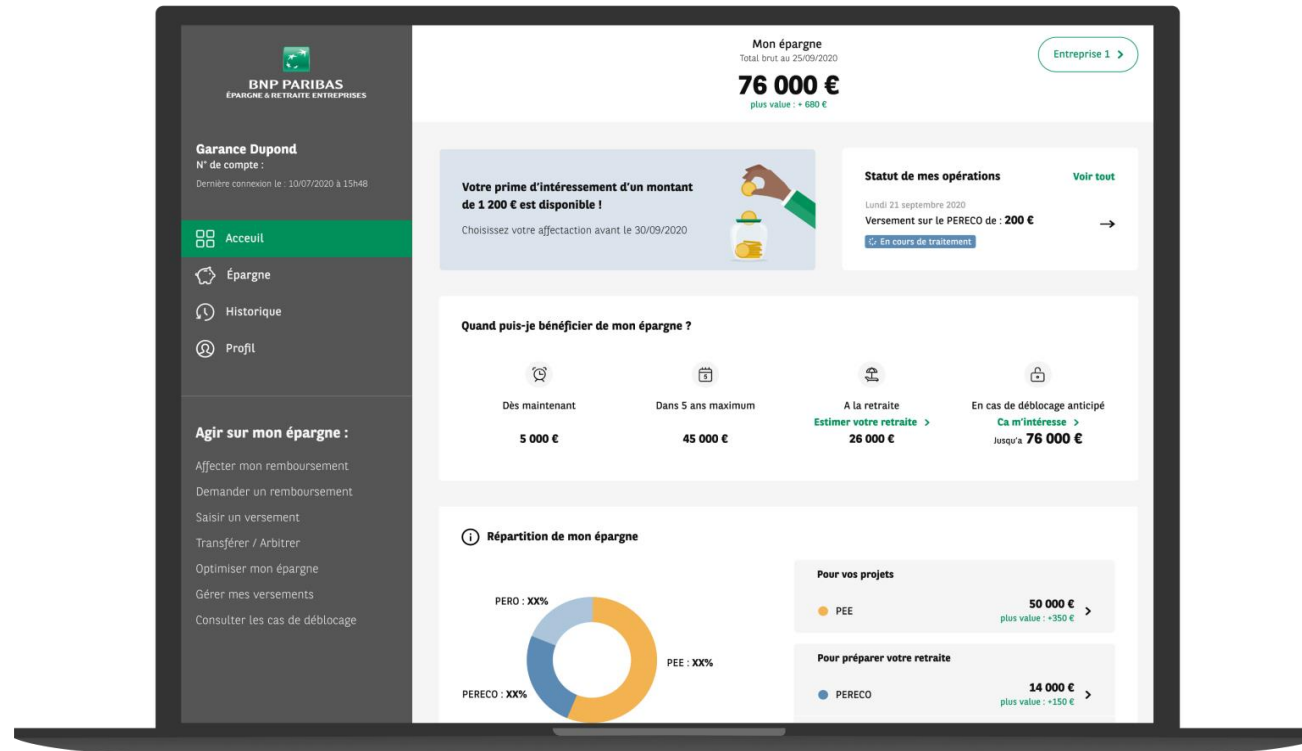 BNP PARIBAS
ÉPARGNE & RETRAITE ENTREPRISES
Garance Dupond
N° de compte :
Dernière connexion le : 10/07/2020 à 15h48
Acceuil
Épargne
Historique
Profil
Agir sur mon épargne :
Affecter mon remboursement
Demander un remboursement
Saisir un versement
Transférer / Arbitrer
Optimiser mon épargne
Gérer mes versements
Consulter les cas de déblocage
Mon épargne
Total brut au 25/09/2020
76 000 €
plus value : + 680 €
Entreprise 1
Votre prime d'intéressement d'un montant
de 1 200 € est disponible !
Choisissez votre affectaction avant le 30/09/2020
Statut de mes opérations
Voir tout
Lundi 21 septembre 2020
Versement sur le PERECO de : 200 €
En cours de traitement
Quand puis-je bénéficier de mon épargne ?
5
Dès maintenant
Dans 5 ans maximum
A la retraite
En cas de déblocage anticipé
Estimer votre retraite >
Ca m'intéresse >
5 000 €
45 000 €
26 000 €
Jusqu'a 76 000 €
Répartition de mon épargne
PERO : XX%
PEE : XX%
PERECO : XX%
Pour vos projets
PEE
50 000 €
plus value : +350 €
Pour préparer votre retraite
PERECO
14 000 €
plus value : +150 €